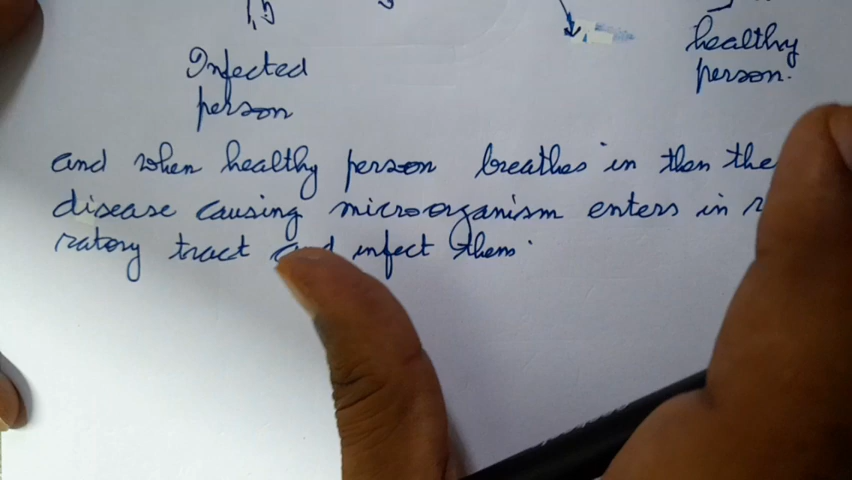 Infected
person
healthy
person.
and when healthy person breathes in then the
disease causing microorganism enters in
ratory tract and infect them.